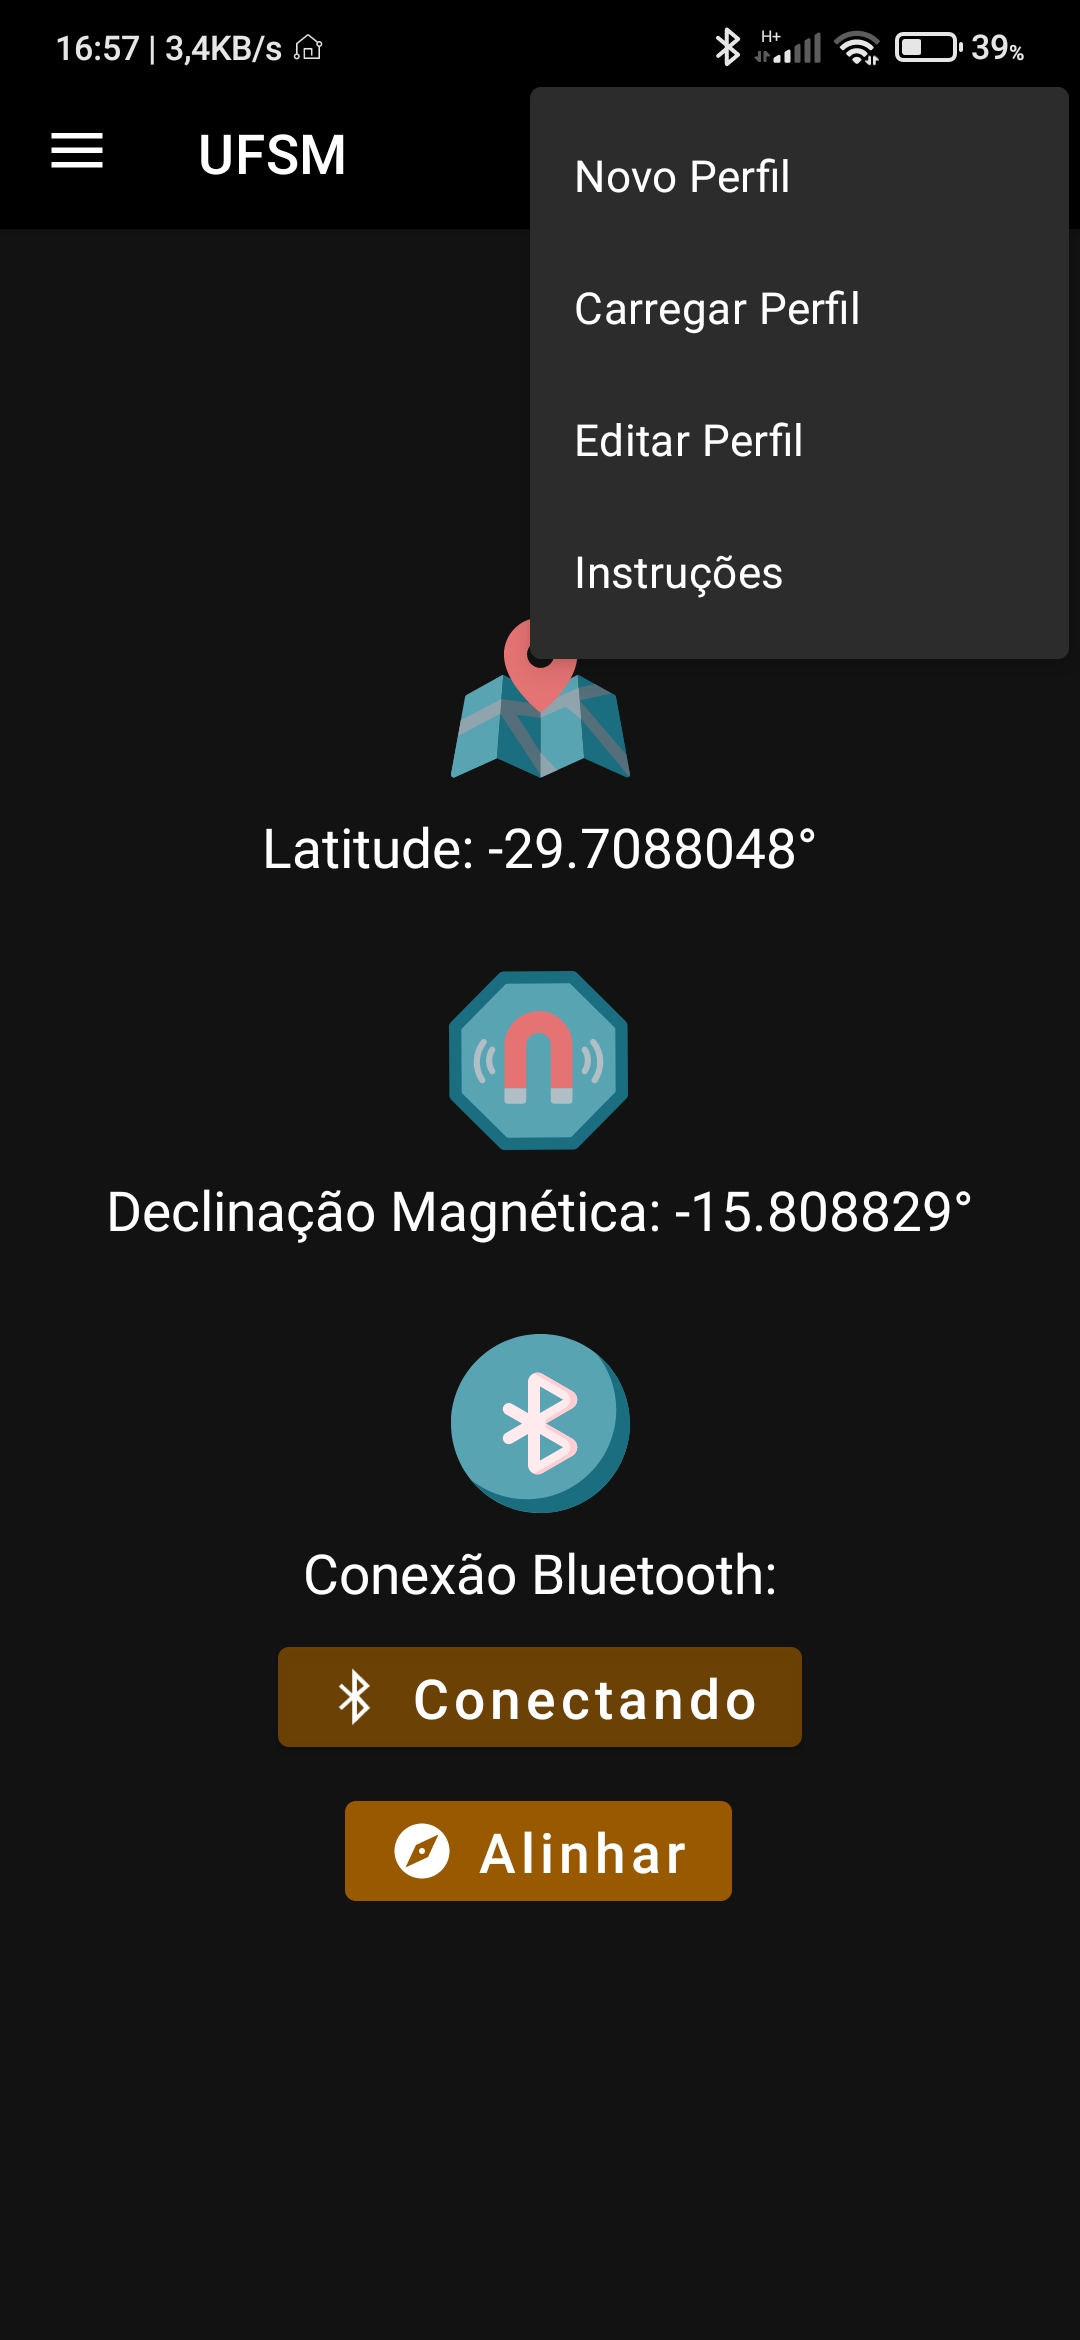 16:57 | 3,4KB/s
H+
39%
UFSM
Novo Perfil
Carregar Perfil
Editar Perfil
Instruções
Latitude: -29.7088048°
Declinação Magnética: -15.808829°
Conexão Bluetooth:
Conectando
Alinhar